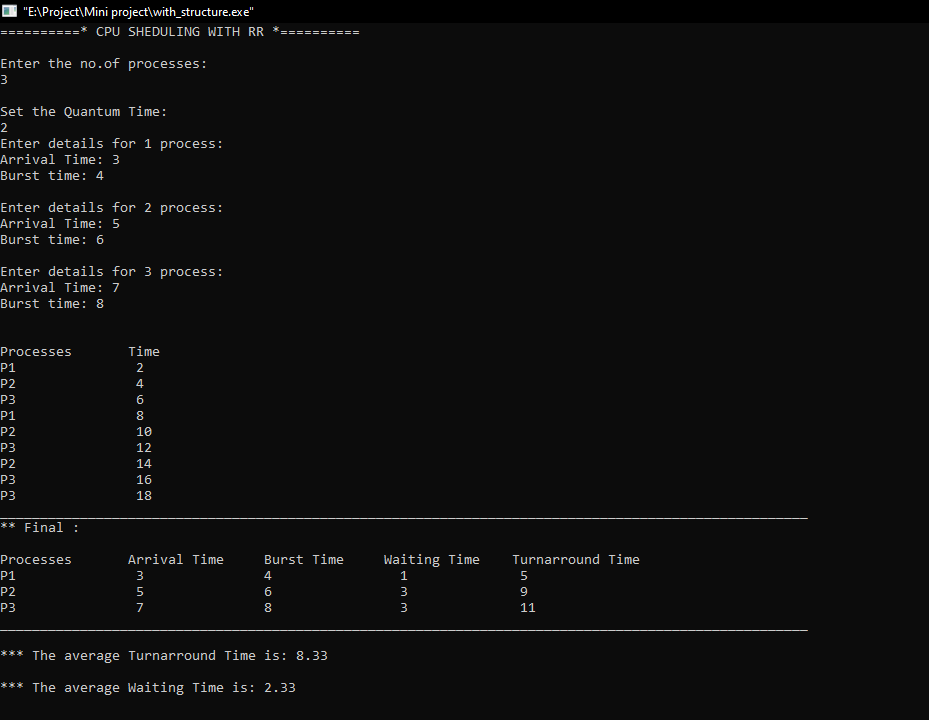 "E:\Project\Mini project\with_structure.exe"
==========* CPU SHEDULING WITH RR *==========
Enter the no.of processes:
3
Set the Quantum Time:
2
Enter details for 1 process:
Arrival Time: 3
Burst time: 4
Enter details for 2 process:
Arrival Time: 5
Burst time: 6
Enter details for 3 process:
Arrival Time: 7
Burst time: 8
Processes Time
P1 2
P2 4
P3 6
P1 8
P2 10
P3 12
P2 14
P3 16
P3 18
** Final :
Processes Arrival Time Burst Time Waiting Time Turnarround Time
P1 3 4 1 5
P2 5 6 3 9
P3 7 8 3 11
*** The average Turnarround Time is: 8.33
*** The average Waiting Time is: 2.33